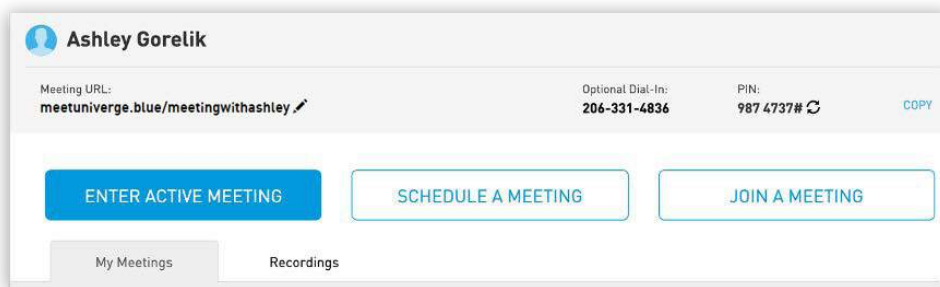 Ashley Gorelik
Meeting URL:
meetuniverge.blue/meetingwithashley
Optional Dial-In:
206-331-4836
PIN:
987 4737#
COPY
ENTER ACTIVE MEETING
SCHEDULE A MEETING
JOIN A MEETING
My Meetings
Recordings